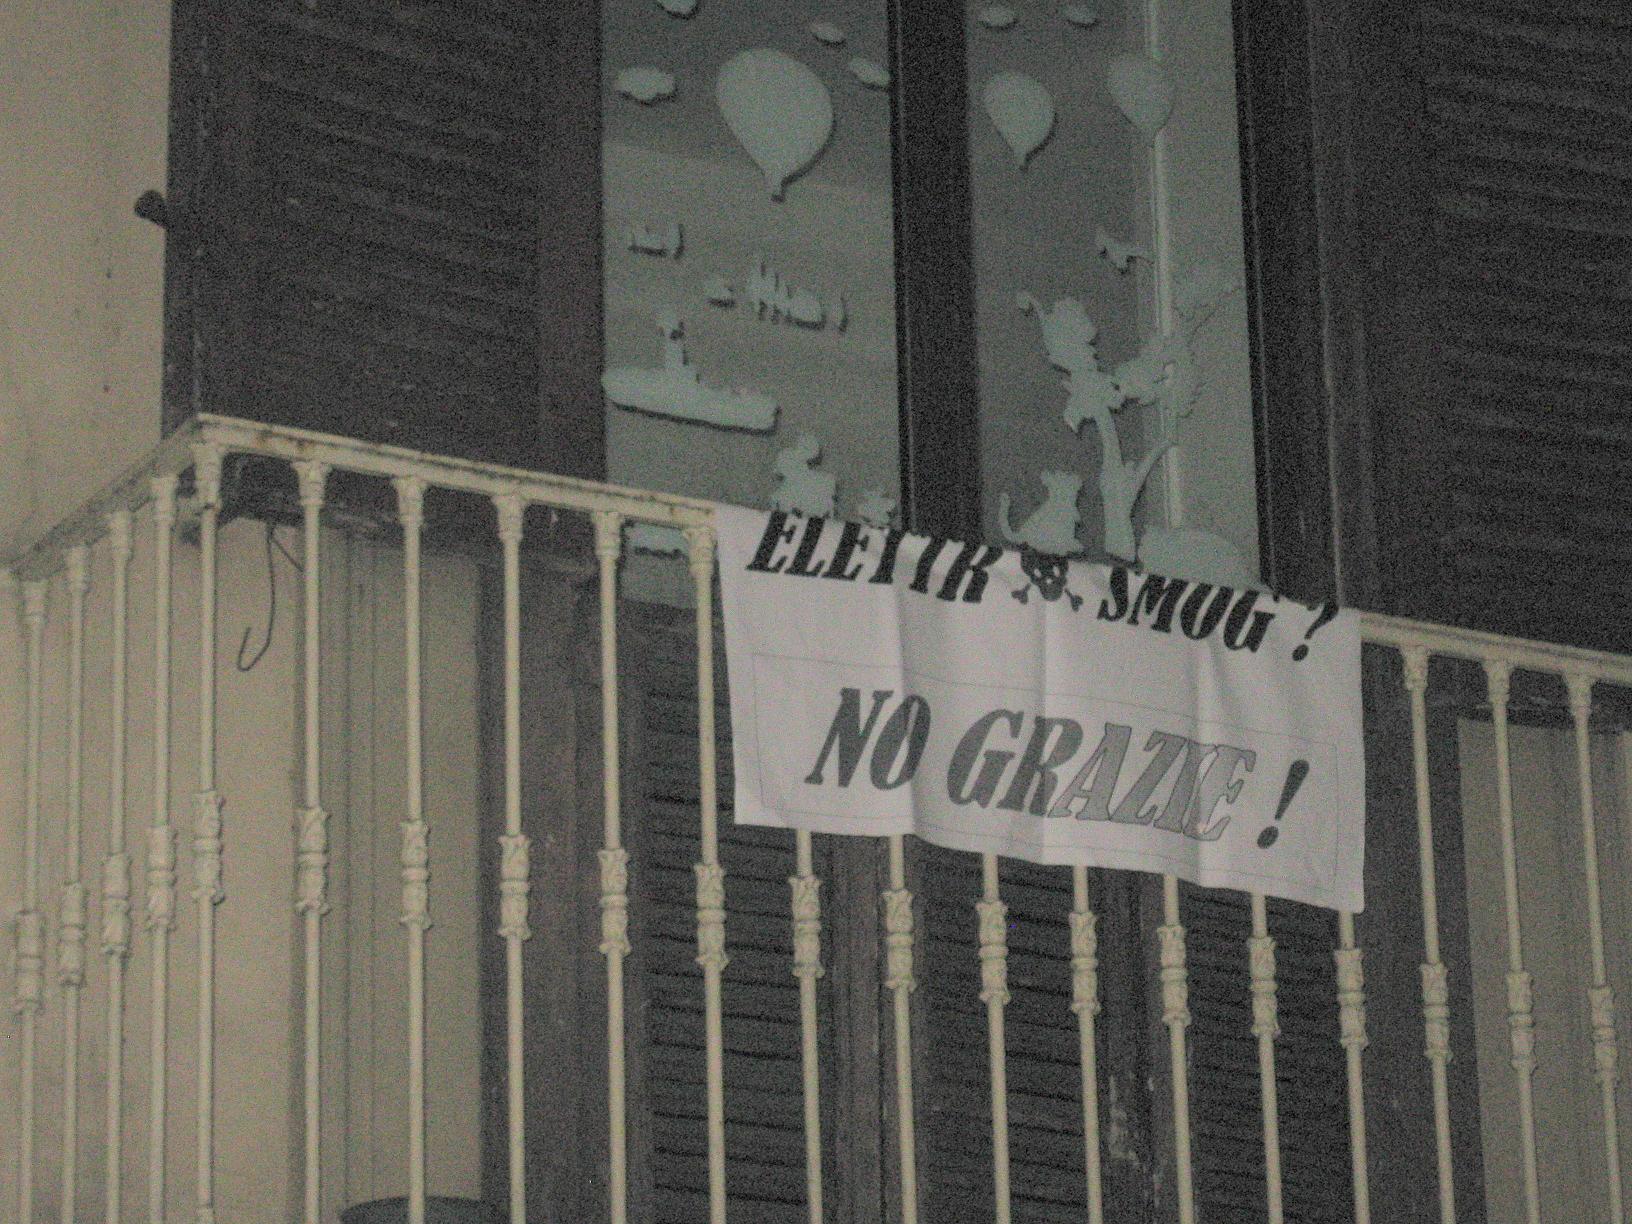 ELETTR SMOG ?
NO GRAZIE !